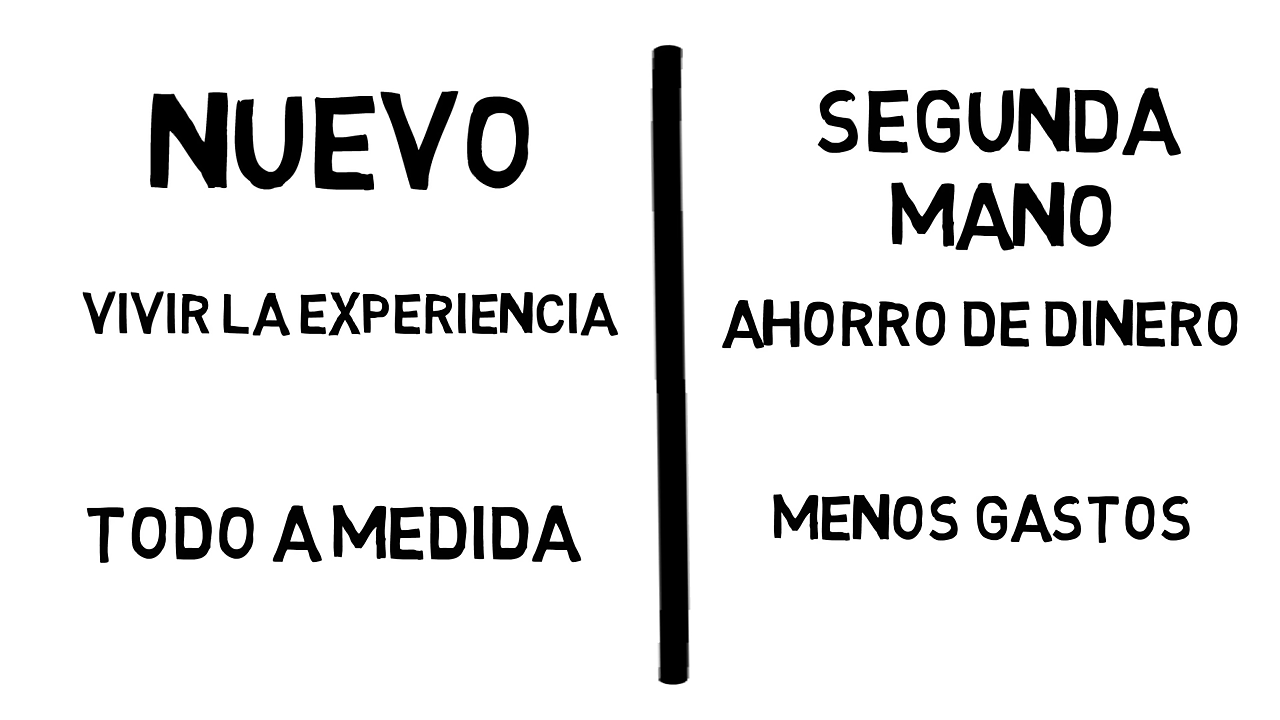 NUEVO
VIVIR LA EXPERIENCIA
TODO A MEDIDA
SEGUNDA
MANO
AHORRO DE DINERO
MENOS GASTOS